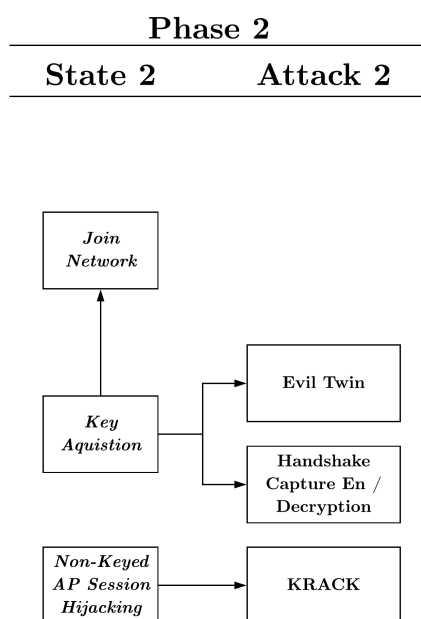 Phase 2
State 2
Attack 2
Join
Network
Evil Twin
Key
Aquistion
Handshake
Capture En /
Decryption
Non-Keyed
AP Session
Hijacking
KRACK